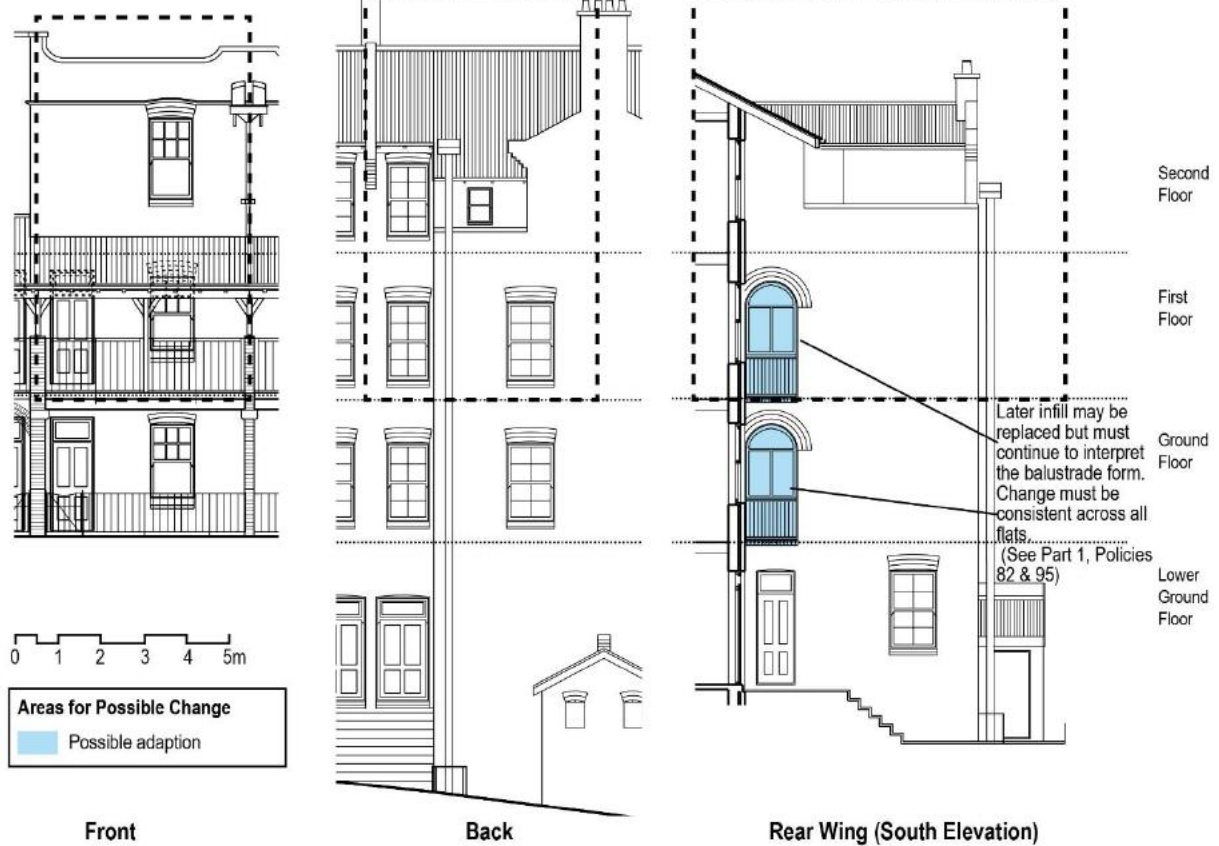 Second
Floor
First
Floor
Later infill may be
replaced but must
continue to interpret
the balustrade form.
Change must be
consistent across all
flats.
(See Part 1, Policies
82 & 95)
Ground
Floor
Lower
Ground
Floor
0 1 2 3 4 5m
Areas for Possible Change
Possible adaption
Front
Back
Rear Wing (South Elevation)